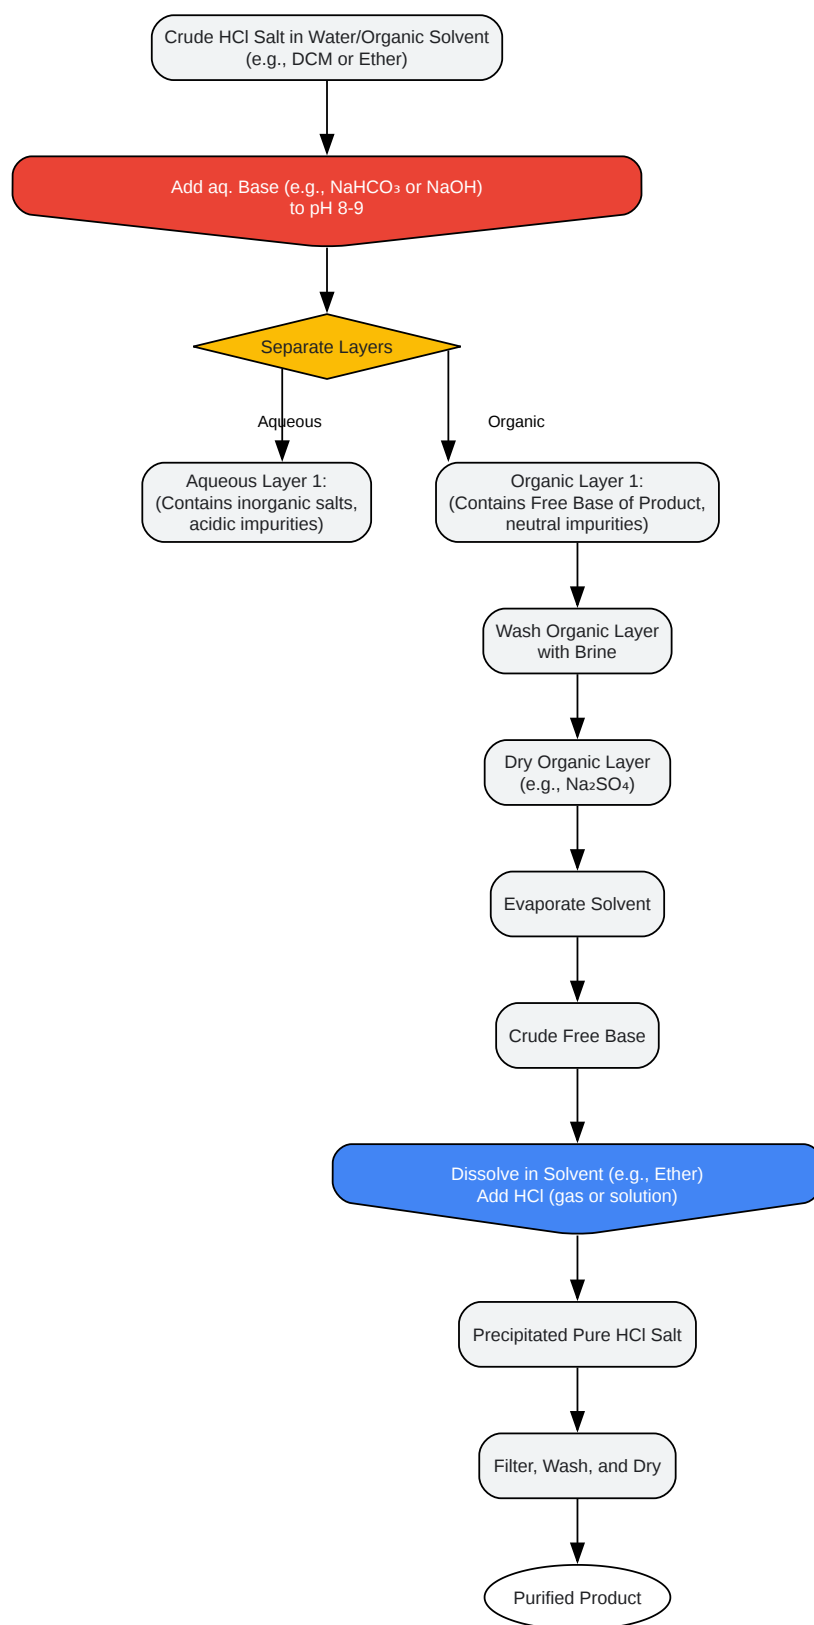 Crude HCl Salt in Water/Organic Solvent
(e.g., DCM or Ether)
Add aq. Base (e.g., NaHCO₃ or NaOH)
to pH 8-9
Separate Layers
Aqueous
Organic
Aqueous Layer 1:
(Contains inorganic salts,
acidic impurities)
Organic Layer 1:
(Contains Free Base of Product,
neutral impurities)
Wash Organic Layer
with Brine
Dry Organic Layer
(e.g., Na₂SO₄)
Evaporate Solvent
Crude Free Base
Dissolve in Solvent (e.g., Ether)
Add HCl (gas or solution)
Precipitated Pure HCl Salt
Filter, Wash, and Dry
Purified Product